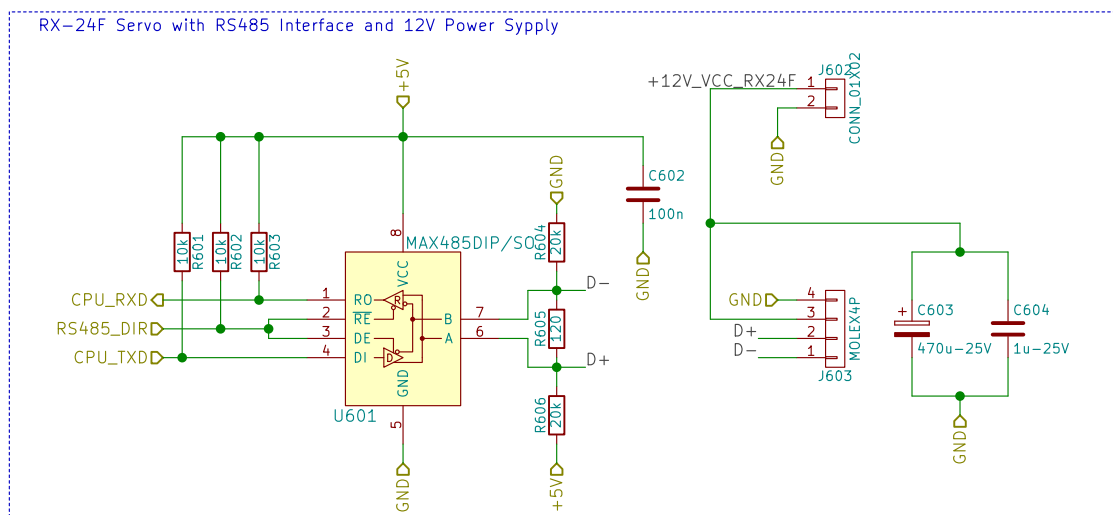 RX-24F Servo with RS485 Interface and 12V Power Sypply
+5V
+12V_VCC_RX24F
J602
1
2
CONN_01X02
GND
GND
C602
100n
GND
10k
R601
10k
R602
10k
R603
8
MAX485DIP/SO
VCC
R604
20k
D-
CPU_RXD
1
RO
R
RS485_DIR
2
RE
3
DE
CPU_TXD
4
DI
D
GND
7
B
6
A
R605
120
D+
U601
5
GND
R606
20k
+5V
GND
4
3
D+
2
D-
1
MOLEX4P
J603
+
C603
470u-25V
C604
1u-25V
GND